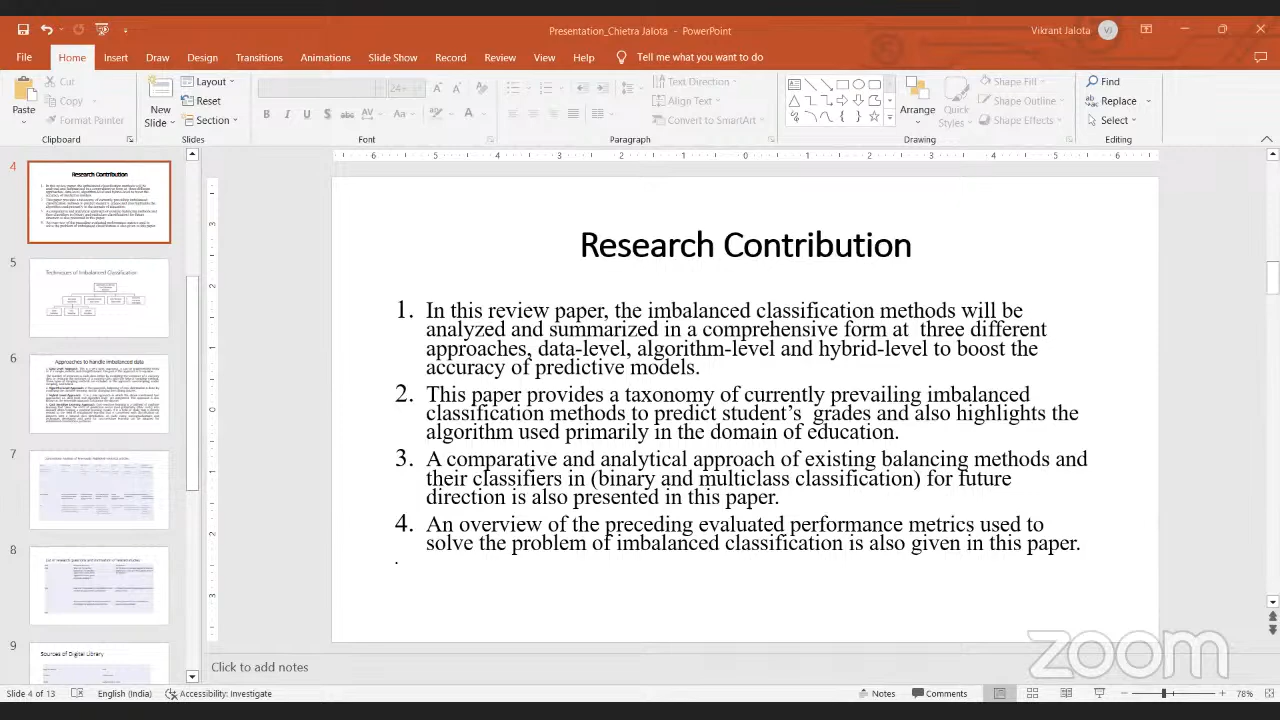 Presentation_Chietra Jalota - PowerPoint
Vikrant Jalota
VJ
File Home Insert Draw Design Transitions Animations Slide Show Record Review View Help Tell me what you want to do
Paste
Cut
Copy
Format Painter
Clipboard
New Slide
Layout
Reset
Section
Slides
24
Font
Text Direction
Align Text
Convert to SmartArt
Paragraph
Arrange
Quick Styles
Shape Fill
Shape Outline
Shape Effects
Drawing
Find
Replace
Select
Editing
4
Research Contribution
5
Techniques of Imbalanced Classification
6
Approaches to handle imbalanced data
7
8
9
Sources of Digital Library
Research Contribution
1. In this review paper, the imbalanced classification methods will be
analyzed and summarized in a comprehensive form at three different
approaches, data-level, algorithm-level and hybrid-level to boost the
accuracy of predictive models.
2. This paper provides a taxonomy of currently prevailing imbalanced
classification methods to predict student's grades and also highlights the
algorithm used primarily in the domain of education.
3. A comparative and analytical approach of existing balancing methods and
their classifiers in (binary and multiclass classification) for future
direction is also presented in this paper.
4. An overview of the preceding evaluated performance metrics used to
solve the problem of imbalanced classification is also given in this paper.
.
zoom
Click to add notes
Slide 4 of 13 English (India) Accessibility: Investigate Notes Comments 78%